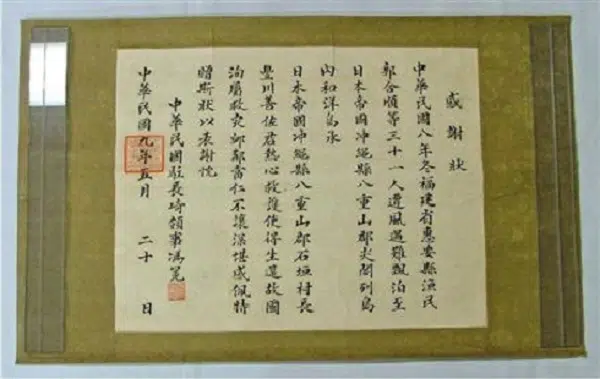 感謝狀
中華民國八年冬福建省惠安縣漁民
郭合順等三十一人遭風遇難飄泊至
日本帝國冲繩縣八重山郡尖閣列島
內和洋島承
日本帝國冲繩縣八重山郡石垣村長
豐川善佐君熱心救護使得生還故國
洵屬救灾恤鄰當仁不讓深堪感佩特
贈斯狀以表謝忱
中華民國駐長崎領事馮冕
中華民國九年五月二十日